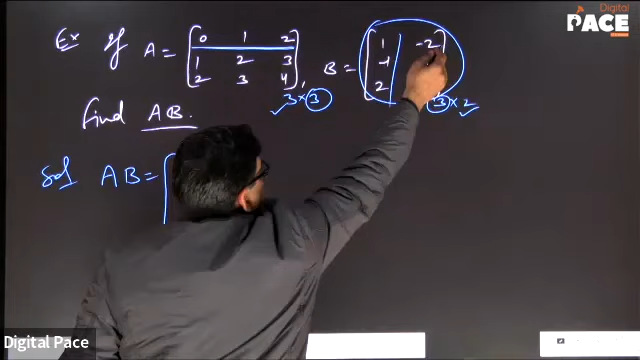 Digital
PACE
Ex If A = [0 1 2
1 2 3
2 3 4], B = [1 -2
-1
2
3×3 3×2
Find AB.
Sol AB = [
Digital Pace